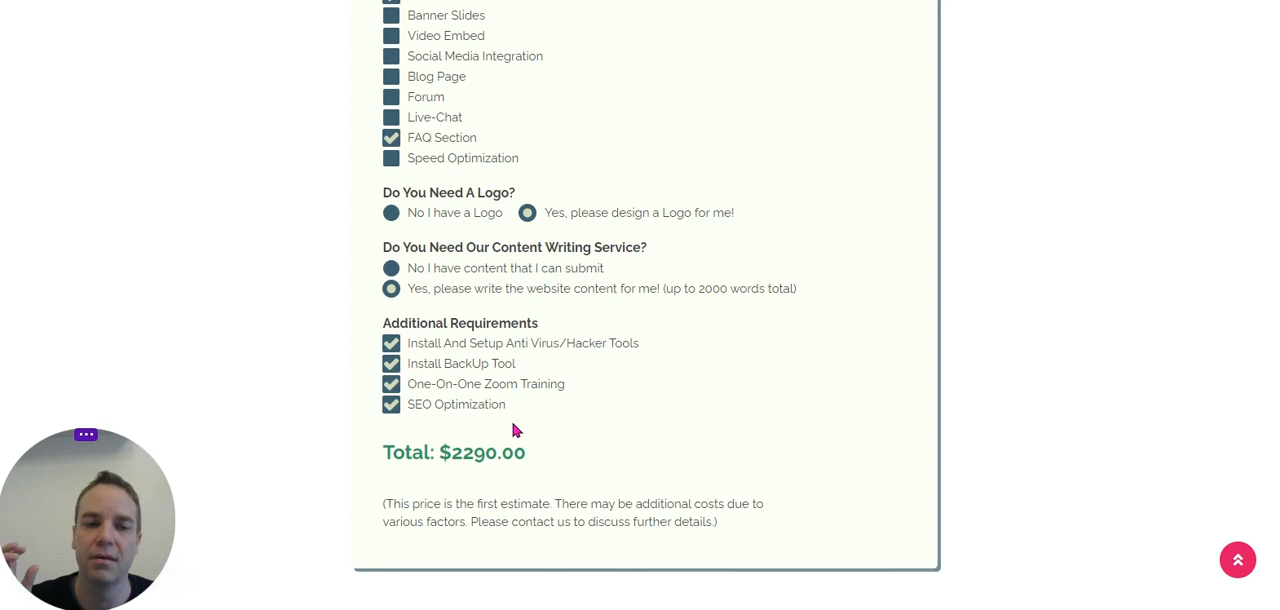 Banner Slides
Video Embed
Social Media Integration
Blog Page
Forum
Live-Chat
FAQ Section
Speed Optimization
Do You Need A Logo?
No I have a Logo Yes, please design a Logo for me!
Do You Need Our Content Writing Service?
No I have content that I can submit
Yes, please write the website content for me! (up to 2000 words total)
Additional Requirements
Install And Setup Anti Virus/Hacker Tools
Install BackUp Tool
One-On-One Zoom Training
SEO Optimization
Total: $2290.00
(This price is the first estimate. There may be additional costs due to
various factors. Please contact us to discuss further details.)